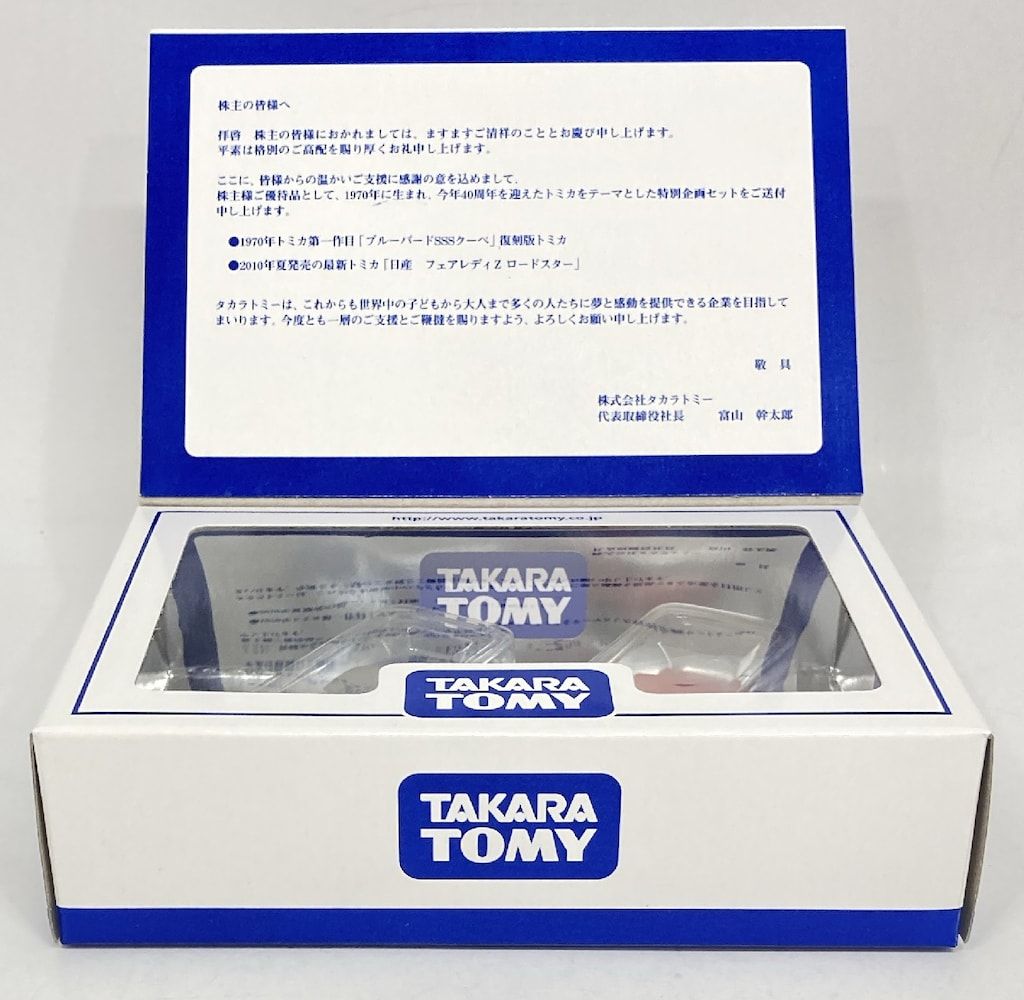 株主の皆様へ
拝啓　株主の皆様におかれましては、ますますご清祥のこととお慶び申し上げます。
平素は格別のご高配を賜り厚くお礼申し上げます。
ここに、皆様からの温かいご支援に感謝の意を込めまして、
株主様ご優待品として、1970年に生まれ、今年40周年を迎えたトミカをテーマとした特別企画セットをご送付
申し上げます。
●1970年トミカ第一作目「ブルーバードSSSクーペ」復刻版トミカ
●2010年夏発売の最新トミカ「日産　フェアレディZ ロードスター」
タカラトミーは、これからも世界中の子どもから大人まで多くの人たちに夢と感動を提供できる企業を目指して
まいります。今度とも一層のご支援とご鞭撻を賜りますよう、よろしくお願い申し上げます。
敬　具
株式会社タカラトミー
代表取締役社長　　富山　幹太郎
http://www.takaratomy.co.jp
TAKARA
TOMY
TAKARA
TOMY
TAKARA
TOMY